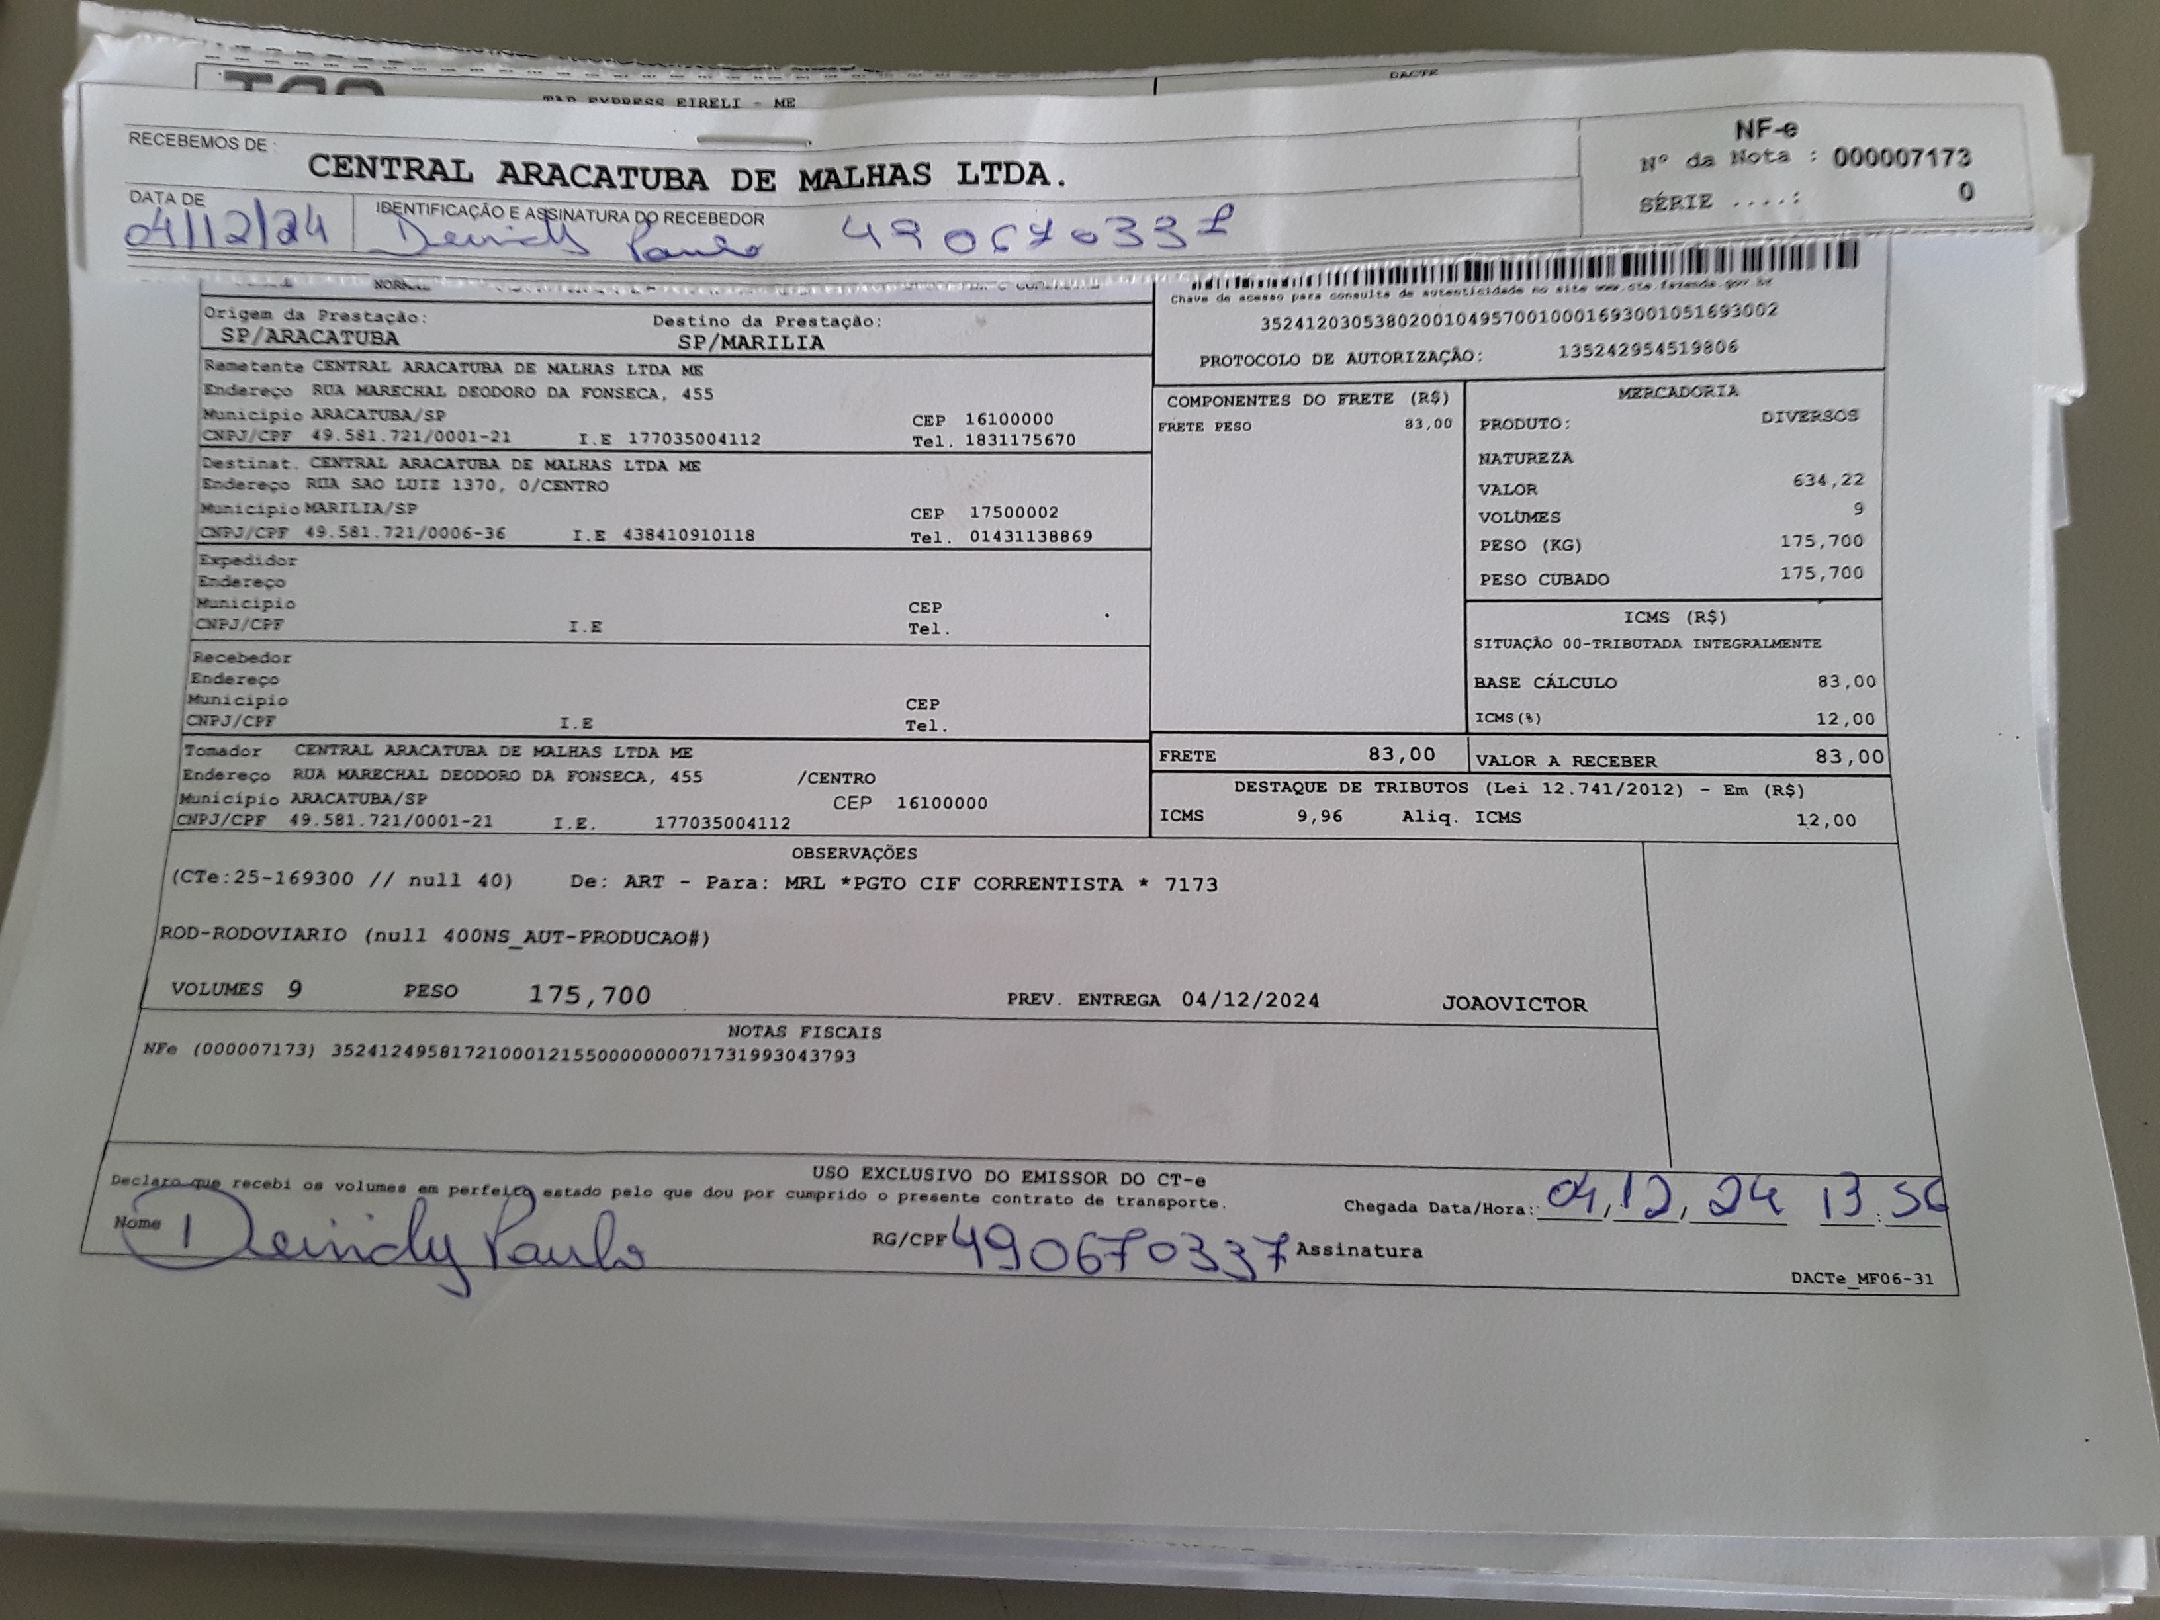 DACTE
TAP EXPRESS EIRELI - ME
RECEBEMOS DE :
CENTRAL ARACATUBA DE MALHAS LTDA.
NF-e
Nº da Nota : 000007173
SÉRIE ....: 0
DATA DE
IDENTIFICAÇÃO E ASSINATURA DO RECEBEDOR
04/12/24 Deividy Paulo 490670337
Chave de acesso para consulta de autenticidade no site www.cte.fazenda.gov.br
35241203053802001049570010001693001051693002
PROTOCOLO DE AUTORIZAÇÃO: 135242954519806
Origem da Prestação: Destino da Prestação:
SP/ARACATUBA SP/MARILIA
Remetente CENTRAL ARACATUBA DE MALHAS LTDA ME
Endereço RUA MARECHAL DEODORO DA FONSECA, 455
Município ARACATUBA/SP CEP 16100000
CNPJ/CPF 49.581.721/0001-21 I.E 177035004112 Tel. 1831175670
Destinat. CENTRAL ARACATUBA DE MALHAS LTDA ME
Endereço RUA SAO LUIZ 1370, 0/CENTRO
Município MARILIA/SP CEP 17500002
CNPJ/CPF 49.581.721/0006-36 I.E 438410910118 Tel. 01431138869
Expedidor
Endereço
Município CEP
CNPJ/CPF I.E Tel.
Recebedor
Endereço
Município CEP
CNPJ/CPF I.E Tel.
Tomador CENTRAL ARACATUBA DE MALHAS LTDA ME
Endereço RUA MARECHAL DEODORO DA FONSECA, 455 /CENTRO
Município ARACATUBA/SP CEP 16100000
CNPJ/CPF 49.581.721/0001-21 I.E. 177035004112
COMPONENTES DO FRETE (R$)
FRETE PESO 83,00
MERCADORIA
PRODUTO: DIVERSOS
NATUREZA
VALOR 634,22
VOLUMES 9
PESO (KG) 175,700
PESO CUBADO 175,700
ICMS (R$)
SITUAÇÃO 00-TRIBUTADA INTEGRALMENTE
BASE CÁLCULO 83,00
ICMS(%) 12,00
FRETE 83,00 VALOR A RECEBER 83,00
DESTAQUE DE TRIBUTOS (Lei 12.741/2012) - Em (R$)
ICMS 9,96 Aliq. ICMS 12,00
OBSERVAÇÕES
(CTe:25-169300 // null 40) De: ART - Para: MRL *PGTO CIF CORRENTISTA * 7173
ROD-RODOVIARIO (null 400NS_AUT-PRODUCAO#)
VOLUMES 9 PESO 175,700 PREV. ENTREGA 04/12/2024 JOAOVICTOR
NOTAS FISCAIS
NFe (000007173) 35241249581721000121550000000071731993043793
USO EXCLUSIVO DO EMISSOR DO CT-e
Declaro que recebi os volumes em perfeito estado pelo que dou por cumprido o presente contrato de transporte.
Chegada Data/Hora: 04,12,24 13:56
Nome Deividy Paulo RG/CPF 490670337 Assinatura
DACTe_MF06-31